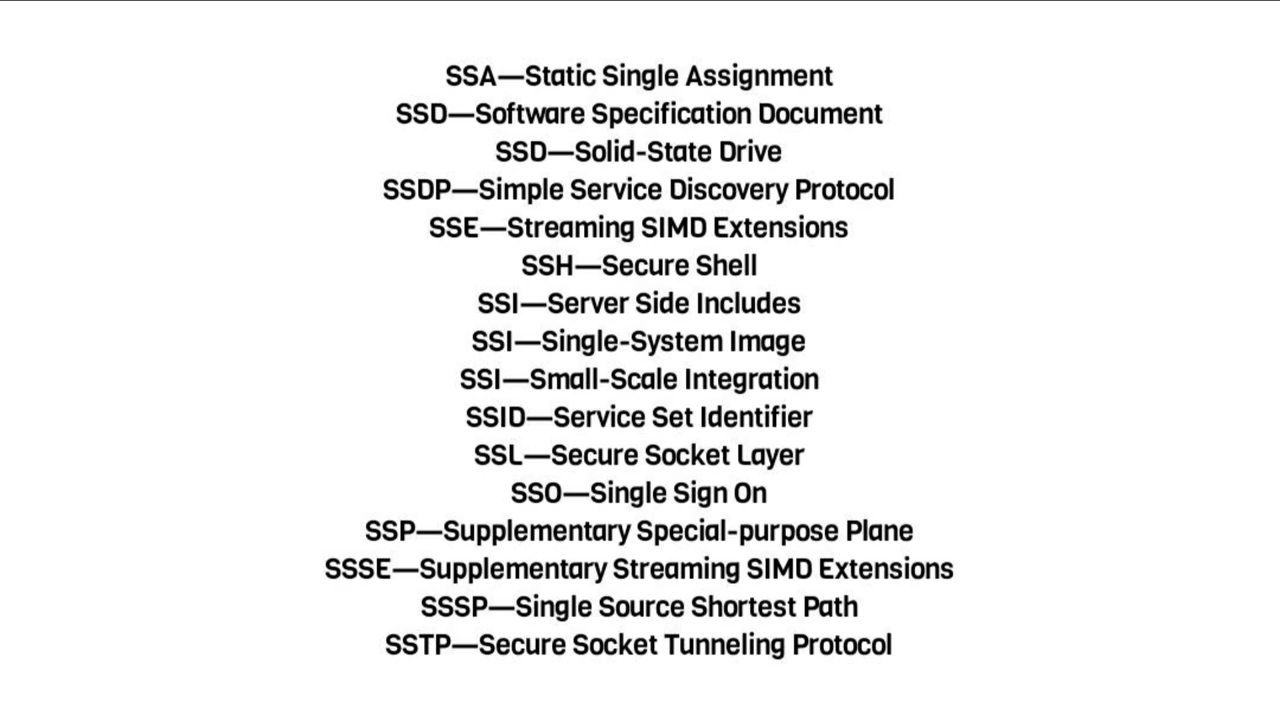 SSA—Static Single Assignment
SSD—Software Specification Document
SSD—Solid-State Drive
SSDP—Simple Service Discovery Protocol
SSE—Streaming SIMD Extensions
SSH—Secure Shell
SSI—Server Side Includes
SSI—Single-System Image
SSI—Small-Scale Integration
SSID—Service Set Identifier
SSL—Secure Socket Layer
SSO—Single Sign On
SSP—Supplementary Special-purpose Plane
SSSE—Supplementary Streaming SIMD Extensions
SSSP—Single Source Shortest Path
SSTP—Secure Socket Tunneling Protocol